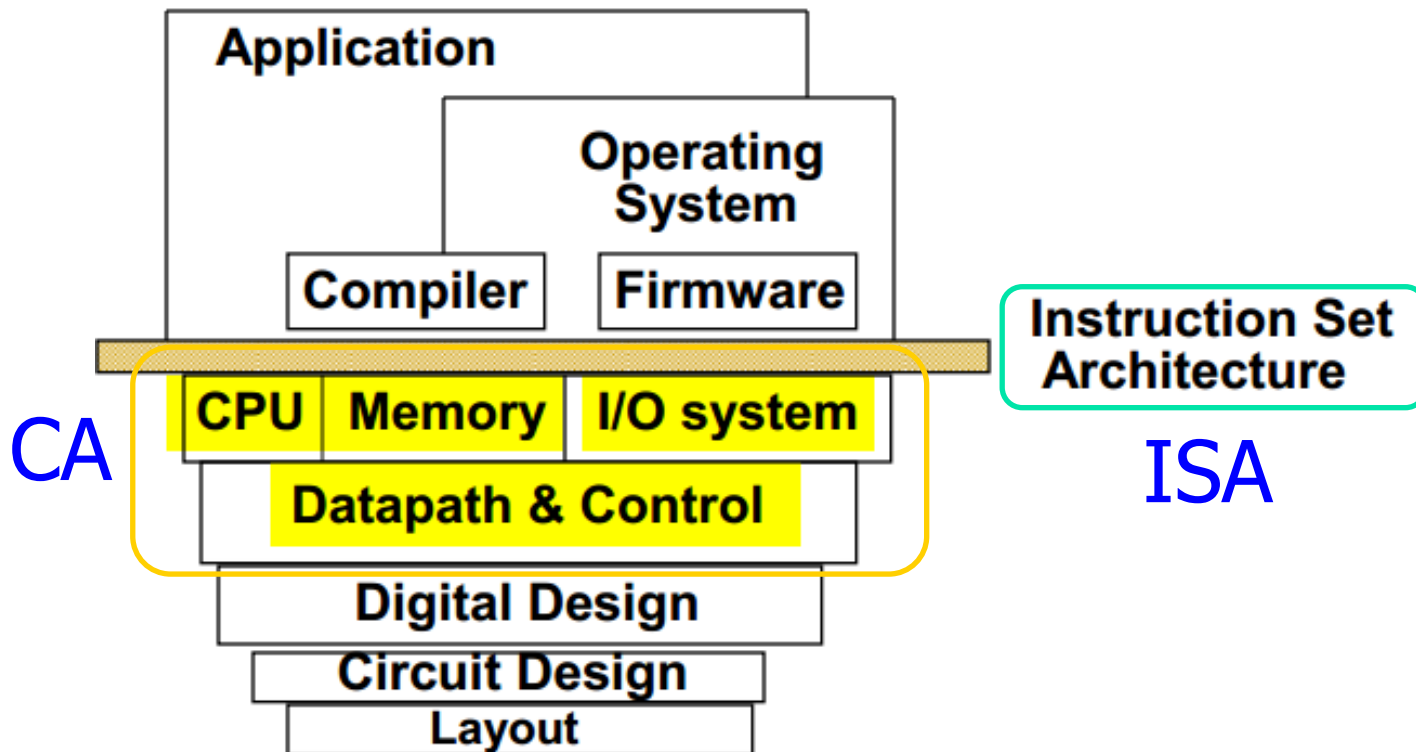 Application
Operating
System
Compiler
Firmware
Instruction Set
Architecture
CPU
Memory
I/O system
CA
ISA
Datapath & Control
Digital Design
Circuit Design
Layout